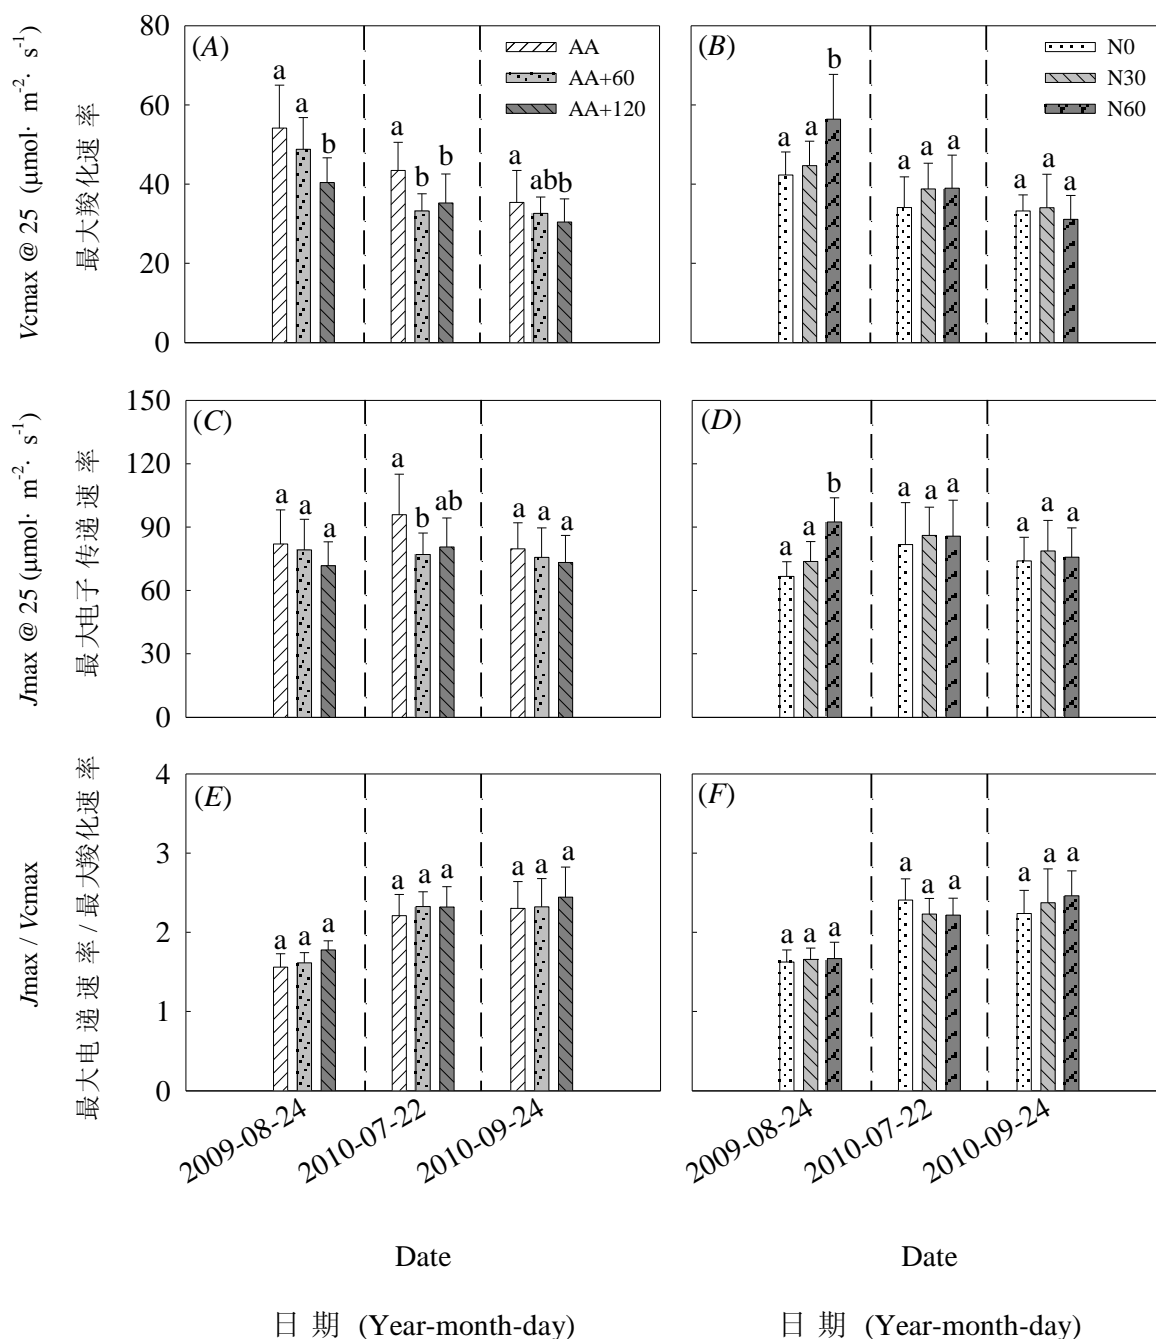 Vcmax @ 25 (μmol· m⁻²· s⁻¹)
最大羧化速 率
80
60
40
20
0
(A)
AA
AA+60
AA+120
a
a
b
a
b
b
a
ab
b
(B)
N0
N30
N60
a
a
b
a
a
a
a
a
a
Jmax @ 25 (μmol· m⁻²· s⁻¹)
最大电子 传递 速 率
150
120
90
60
30
0
(C)
a
a
a
a
b
ab
a
a
a
(D)
a
a
b
a
a
a
a
a
a
Jmax / Vcmax
最大电 递 速 率 / 最大羧化速 率
4
3
2
1
0
(E)
a
a
a
a
a
a
a
a
a
(F)
a
a
a
a
a
a
a
a
a
2009-08-24
2010-07-22
2010-09-24
2009-08-24
2010-07-22
2010-09-24
Date
Date
日 期 (Year-month-day)
日 期 (Year-month-day)